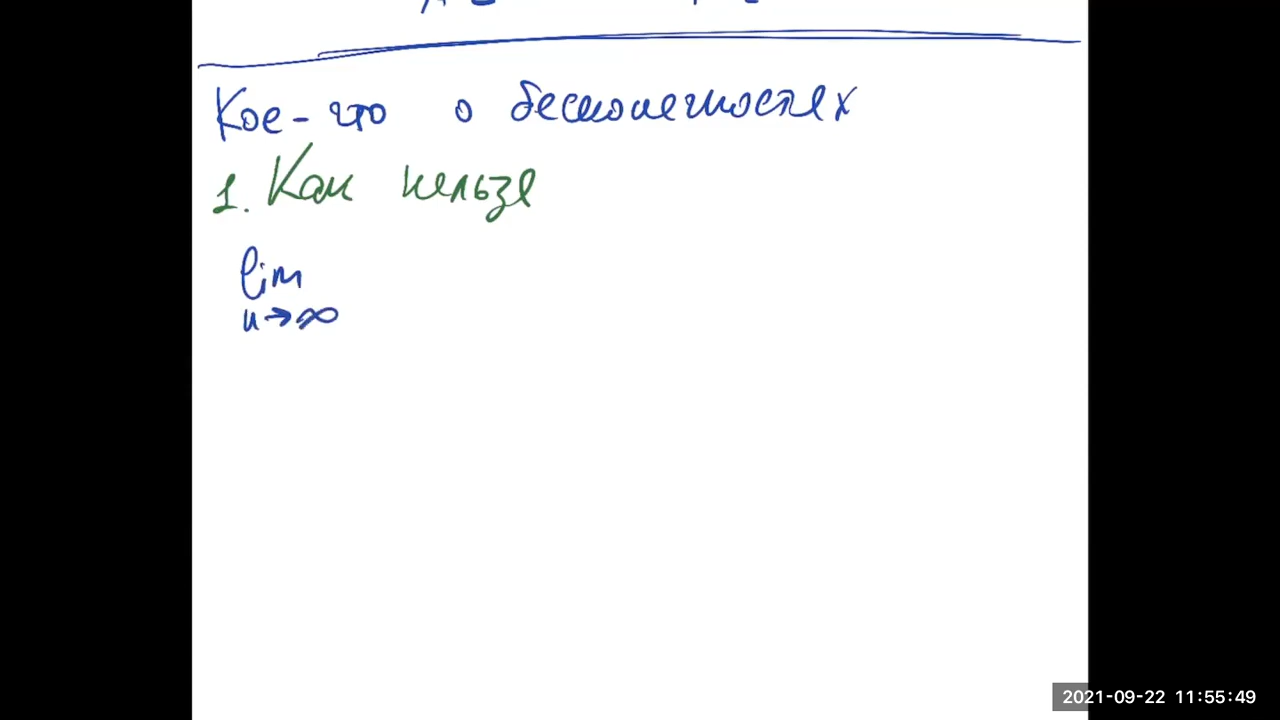 Кое-что о бесконечностях
1. Как нельзя
lim
n→∞
2021-09-22 11:55:49